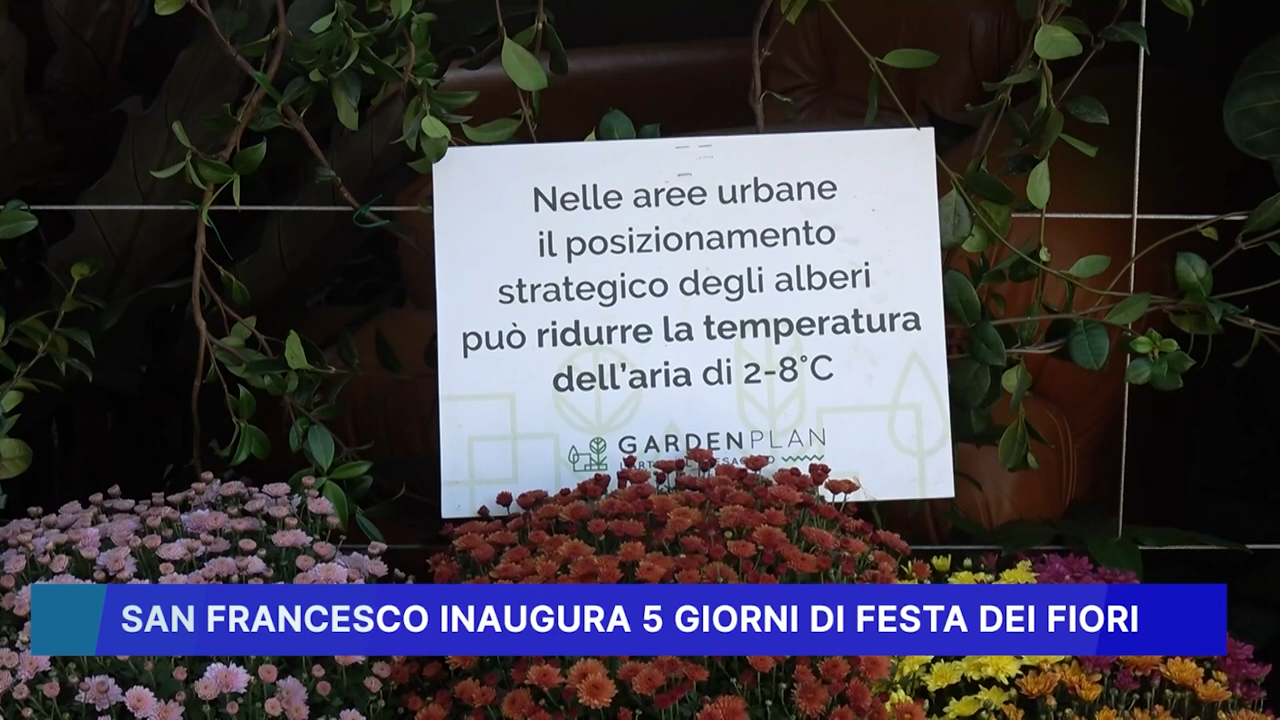 Nelle aree urbane
il posizionamento
strategico degli alberi
può ridurre la temperatura
dell'aria di 2-8°C
GARDENPLAN
SAN FRANCESCO INAUGURA 5 GIORNI DI FESTA DEI FIORI